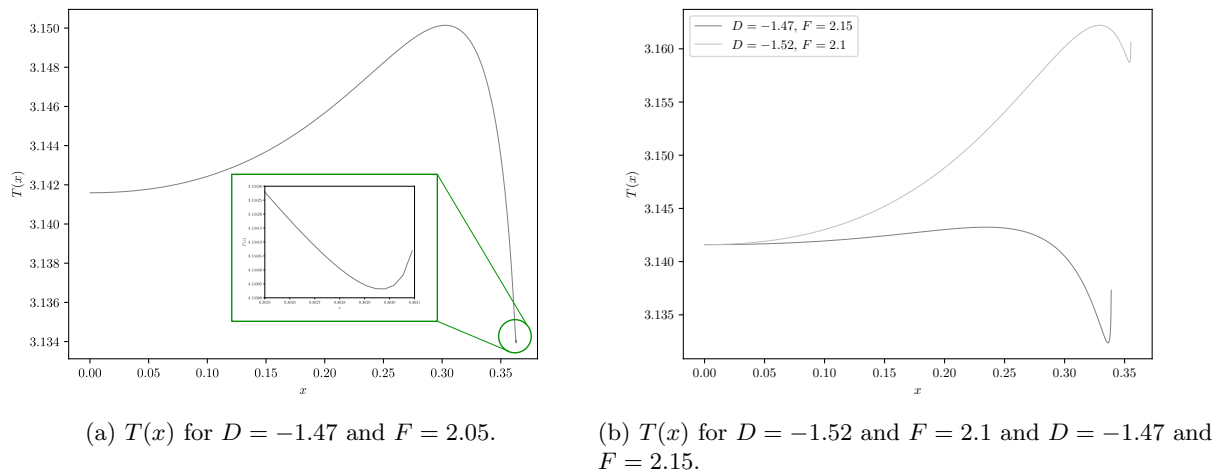 3.150
3.148
3.146
3.144
3.142
3.140
3.138
3.136
3.134
T(x)
0.00 0.05 0.10 0.15 0.20 0.25 0.30 0.35
x
(a) T(x) for D = −1.47 and F = 2.05.
D = −1.47, F = 2.15
D = −1.52, F = 2.1
3.160
3.155
3.150
3.145
3.140
3.135
T(x)
0.00 0.05 0.10 0.15 0.20 0.25 0.30 0.35
x
(b) T(x) for D = −1.52 and F = 2.1 and D = −1.47 and
F = 2.15.